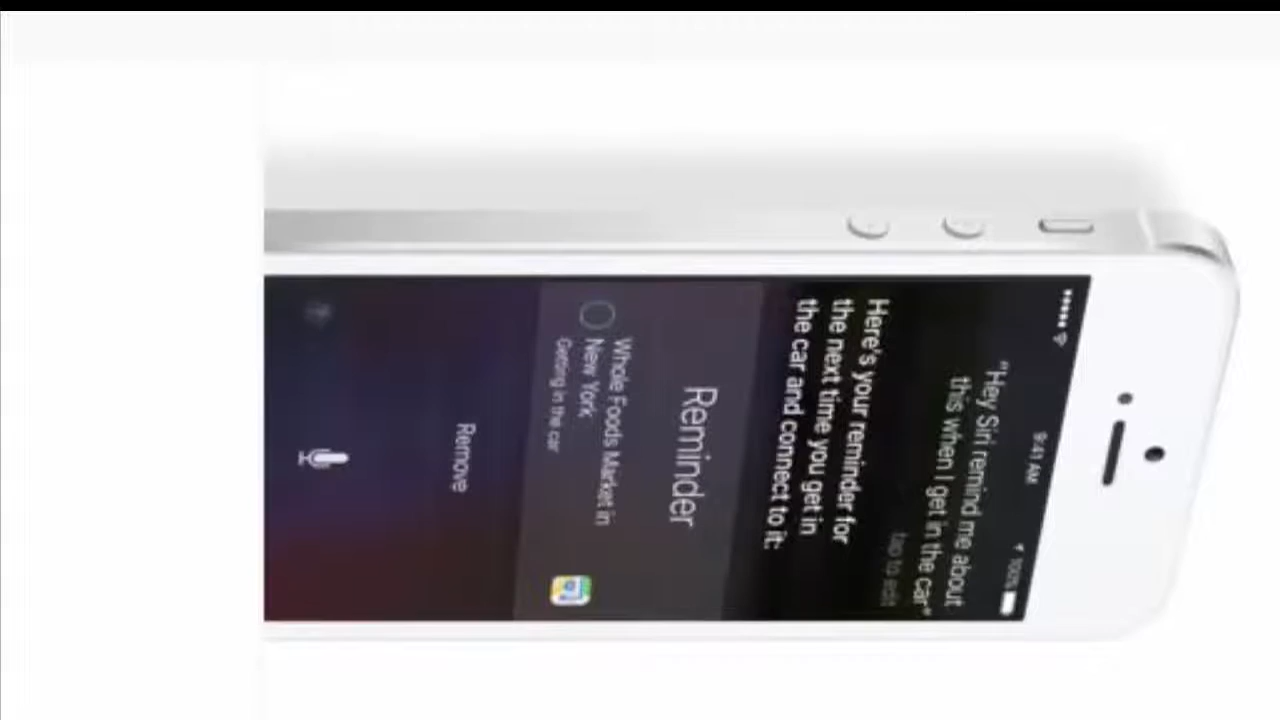 9:41 AM
100%
"Hey Siri remind me about
this when I get in the car"
tap to edit
Here's your reminder for
the next time you get in
the car and connect to it:
Reminder
Whole Foods Market in
New York
Getting in the car
Remove